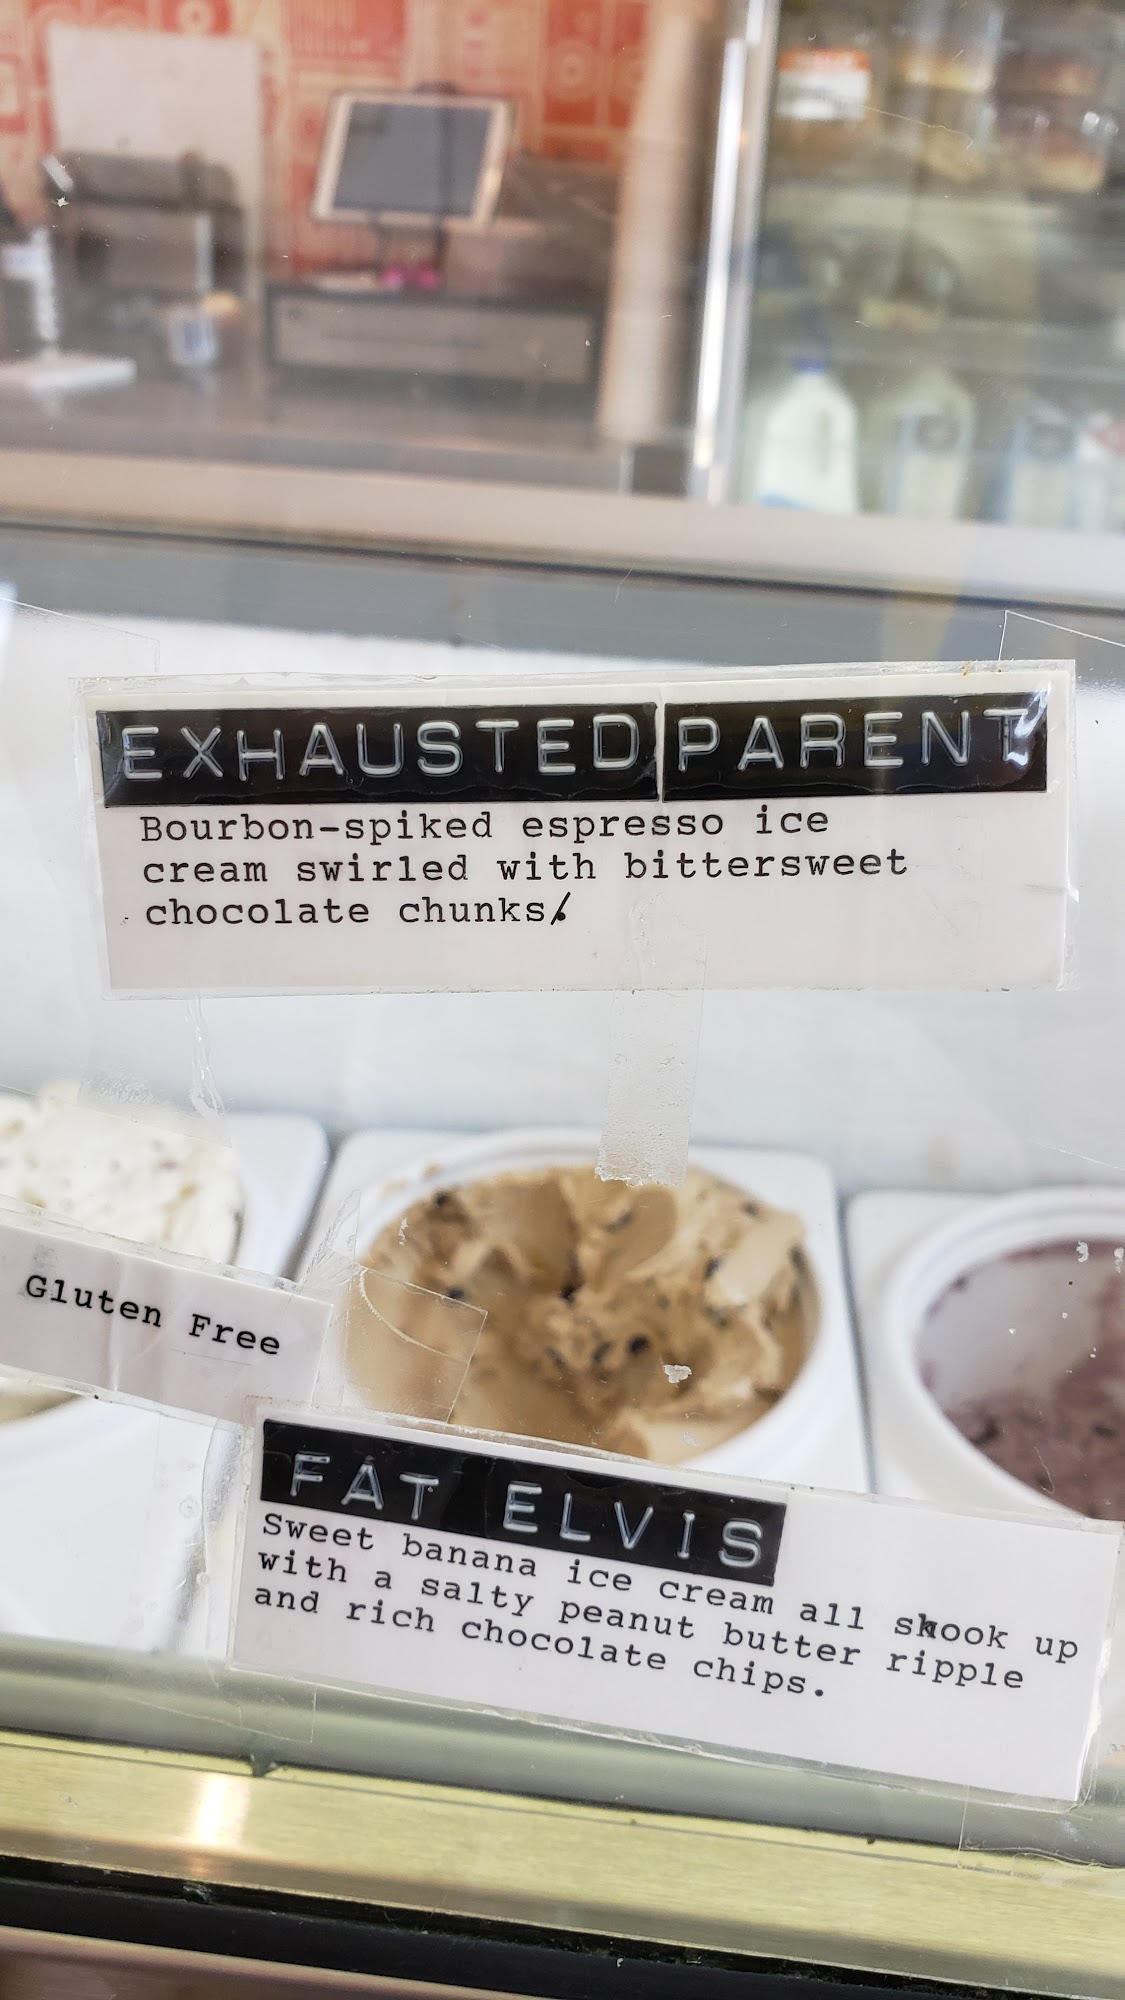 EXHAUSTED PARENT
Bourbon-spiked espresso ice
cream swirled with bittersweet
chocolate chunks.
Gluten Free
FAT ELVIS
Sweet banana ice cream all shook up
with a salty peanut butter ripple
and rich chocolate chips.